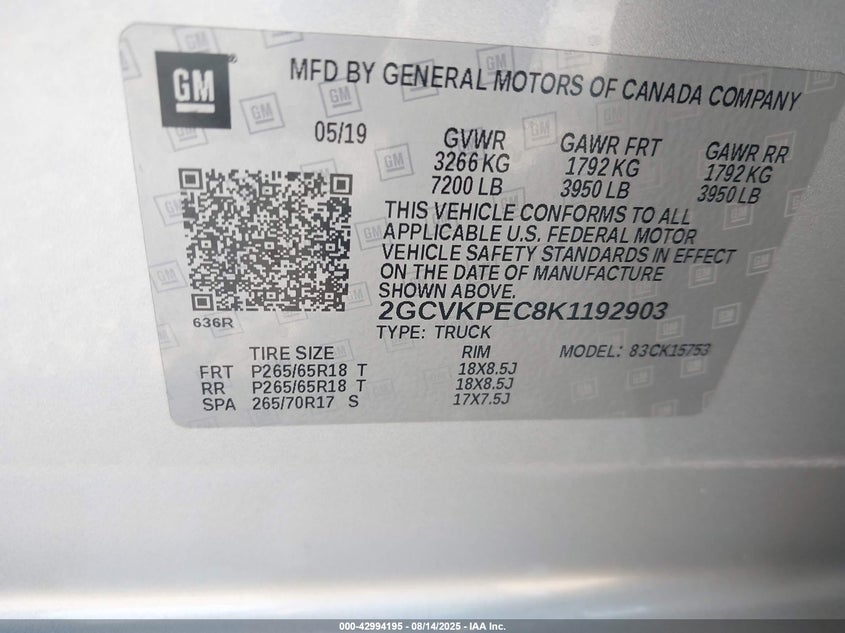 GM
MFD BY GENERAL MOTORS OF CANADA COMPANY
05/19
GVWR GAWR FRT GAWR RR
3266 KG 1792 KG 1792 KG
7200 LB 3950 LB 3950 LB
THIS VEHICLE CONFORMS TO ALL
APPLICABLE U.S. FEDERAL MOTOR
VEHICLE SAFETY STANDARDS IN EFFECT
ON THE DATE OF MANUFACTURE
SHOWN ABOVE.
2GCVKPEC8K1192903
636R
TYPE: TRUCK
MODEL: 83CK15753
TIRE SIZE RIM
FRT P265/65R18 T 18X8.5J
RR P265/65R18 T 18X8.5J
SPA 265/70R17 S 17X7.5J
000-42994195 - 08/14/2025 - IAA Inc.